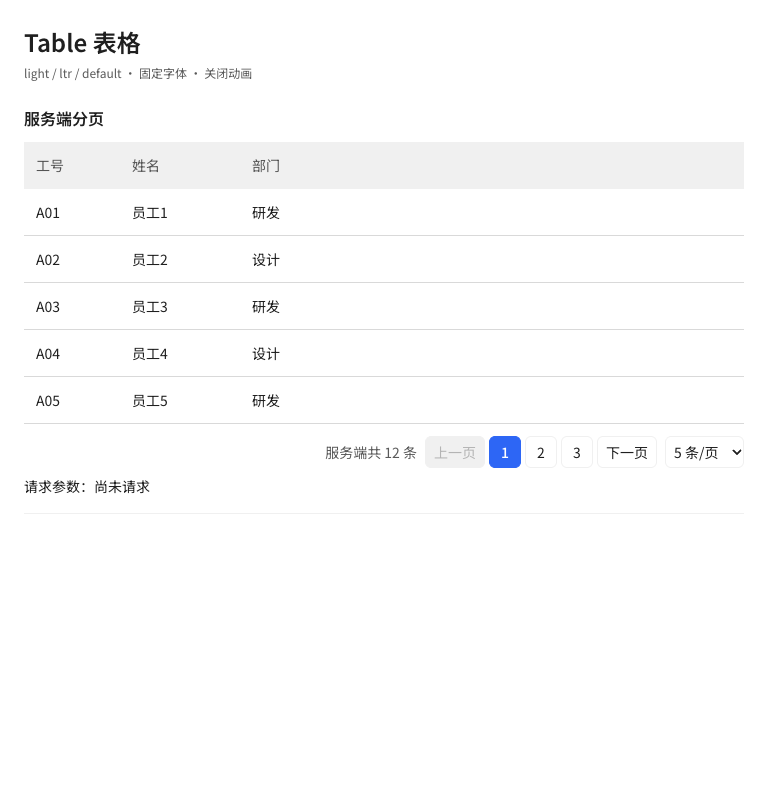 Table 表格
light / ltr / default · 固定字体 · 关闭动画
服务端分页
工号 姓名 部门
A01 员工1 研发
A02 员工2 设计
A03 员工3 研发
A04 员工4 设计
A05 员工5 研发
服务端共 12 条 上一页 1 2 3 下一页 5 条/页
请求参数：尚未请求